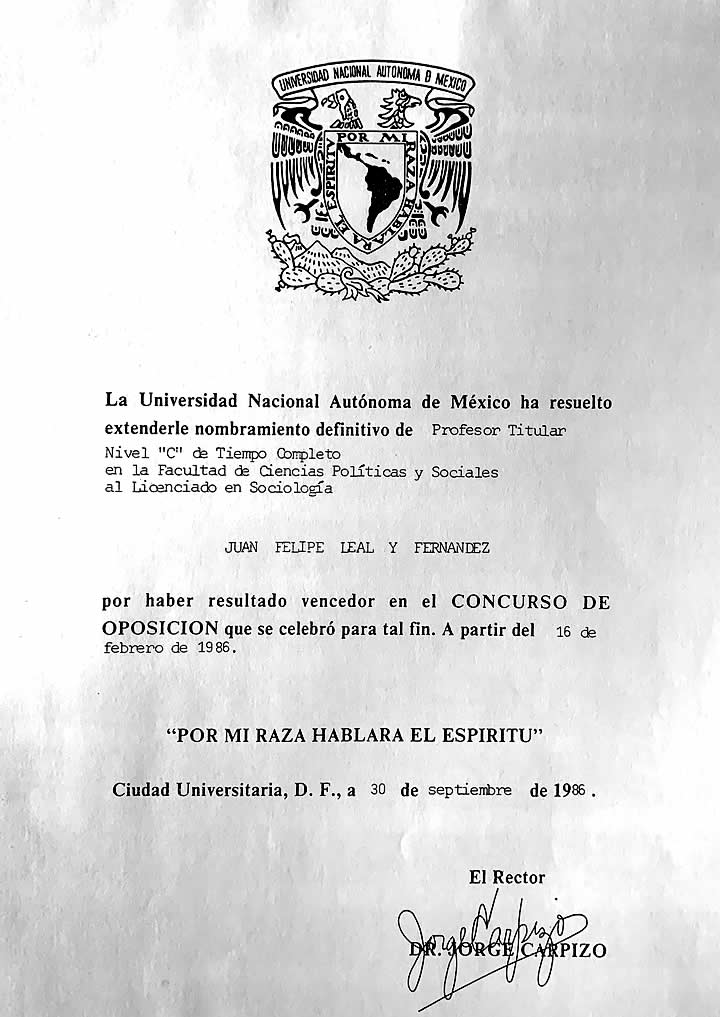 UNIVERSIDAD NACIONAL AUTONOMA D MEXICO
POR MI RAZA HABLARA EL ESPIRITU
La Universidad Nacional Autónoma de México ha resuelto
extenderle nombramiento definitivo de Profesor Titular
Nivel "C" de Tiempo Completo
en la Facultad de Ciencias Políticas y Sociales
al Licenciado en Sociología
JUAN FELIPE LEAL Y FERNANDEZ
por haber resultado vencedor en el CONCURSO DE
OPOSICION que se celebró para tal fin. A partir del 16 de
febrero de 1986.
“POR MI RAZA HABLARA EL ESPIRITU”
Ciudad Universitaria, D. F., a 30 de septiembre de 1986.
El Rector
Jorge Carpizo
DR. JORGE CARPIZO